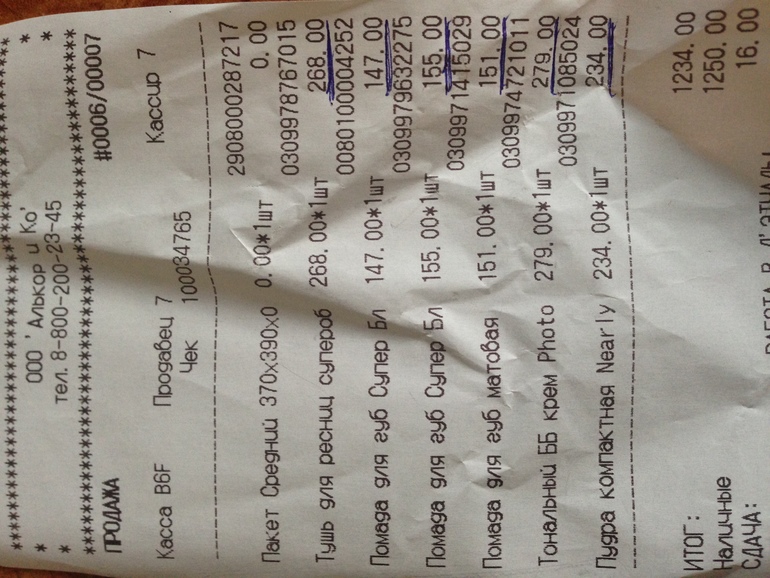 ****************************************
* ООО 'Алькор и Ко' *
* тел. 8-800-200-23-45 *
****************************************
ПРОДАЖА #0006/00007
Касса B6F Продавец 7 Кассир 7
Чек 100034765
----------------------------------------
2908000287217
Пакет Средний 370x390x0 0.00*1шт 0.00
0309978767015
Тушь для ресниц супероб 268.00*1шт 268.00
0080100004252
Помада для губ Супер Бл 147.00*1шт 147.00
0309979632275
Помада для губ Супер Бл 155.00*1шт 155.00
0309971415029
Помада для губ матовая 151.00*1шт 151.00
0309974721011
Тональный ББ крем Photo 279.00*1шт 279.00
0309971085024
Пудра компактная Nearly 234.00*1шт 234.00
----------------------------------------
ИТОГ: 1234.00
Наличные 1250.00
СДАЧА: 16.00